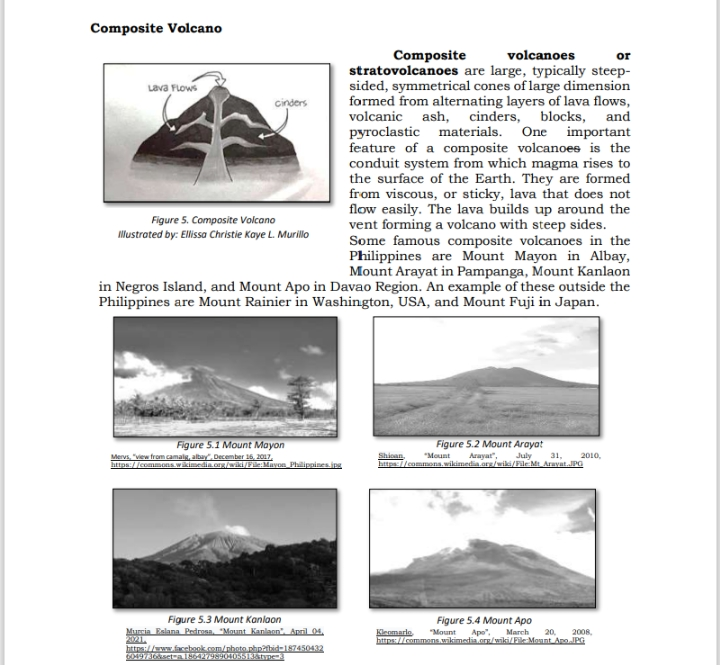 Composite Volcano
Lava Flows
Cinders
Figure 5. Composite Volcano
Illustrated by: Ellissa Christie Kaye L. Murillo
Composite volcanoes or
stratovolcanoes are large, typically steep-
sided, symmetrical cones of large dimension
formed from alternating layers of lava flows,
volcanic ash, cinders, blocks, and
pyroclastic materials. One important
feature of a composite volcanoes is the
conduit system from which magma rises to
the surface of the Earth. They are formed
from viscous, or sticky, lava that does not
flow easily. The lava builds up around the
vent forming a volcano with steep sides.
Some famous composite volcanoes in the
Philippines are Mount Mayon in Albay,
Mount Arayat in Pampanga, Mount Kanlaon
in Negros Island, and Mount Apo in Davao Region. An example of these outside the
Philippines are Mount Rainier in Washington, USA, and Mount Fuji in Japan.
Figure 5.1 Mount Mayon
Mervs, "view from camalig, albay", December 16, 2017,
https://commons.wikimedia.org/wiki/File:Mayon_Philippines.jpg
Figure 5.2 Mount Arayat
Shioan, "Mount Arayat", July 31, 2010,
https://commons.wikimedia.org/wiki/File:Mt_Arayat.JPG
Figure 5.3 Mount Kanlaon
Murcia Eslana Pedrosa, "Mount Kanlaon", April 04,
2021,
https://www.facebook.com/photo.php?fbid=187450432
6049736&set=a.1864279890405513&type=3
Figure 5.4 Mount Apo
Kleomarlo, "Mount Apo", March 20, 2008,
https://commons.wikimedia.org/wiki/File:Mount_Apo.JPG